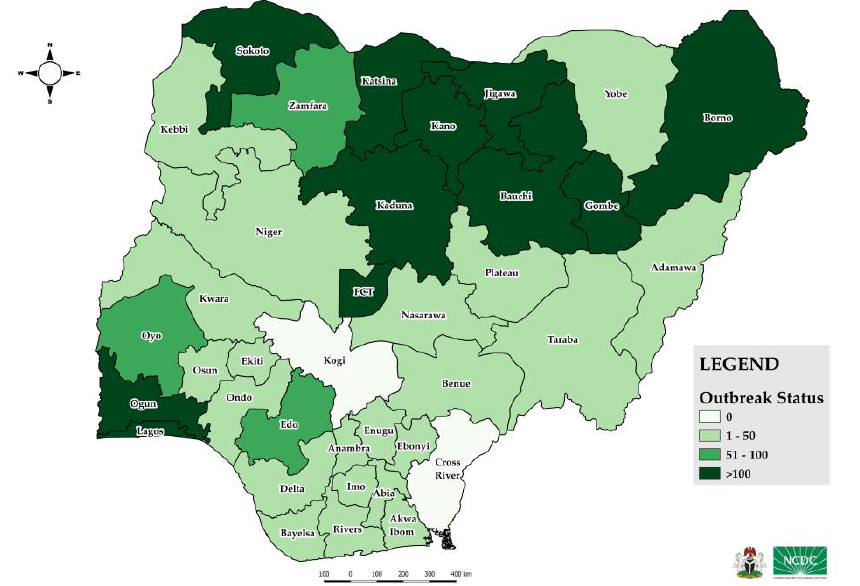 N
W E
S
Sokoto
Katsina
Jigawa
Yobe
Borno
Zamfara
Kano
Kebbi
Kaduna
Bauchi
Gombe
Niger
Adamawa
Plateau
FCT
Kwara
Nasarawa
Oyo
Taraba
Kogi
Ekiti
Osun
Benue
Ondo
Ogun
Edo
Lagos
Enugu
Anambra
Ebonyi
Cross
River
Delta
Imo
Abia
Akwa
Ibom
Bayelsa
Rivers
LEGEND
Outbreak Status
0
1 - 50
51 - 100
>100
NCDC
100 0 100 200 300 400 km